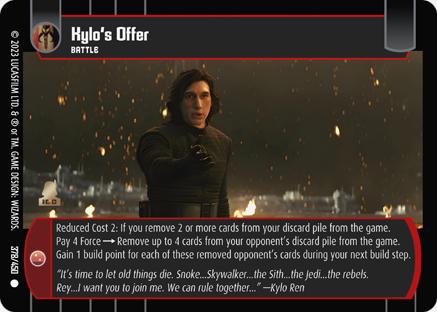 Kylo's Offer
BATTLE
© 2023 LUCASFILM LTD. & ® or TM. GAME DESIGN: WIZARDS.
378/450
Reduced Cost 2: If you remove 2 or more cards from your discard pile from the game.
Pay 4 Force → Remove up to 4 cards from your opponent's discard pile from the game.
Gain 1 build point for each of these removed opponent's cards during your next build step.
"It's time to let old things die. Snoke...Skywalker...the Sith...the Jedi...the rebels.
Rey...I want you to join me. We can rule together..." —Kylo Ren